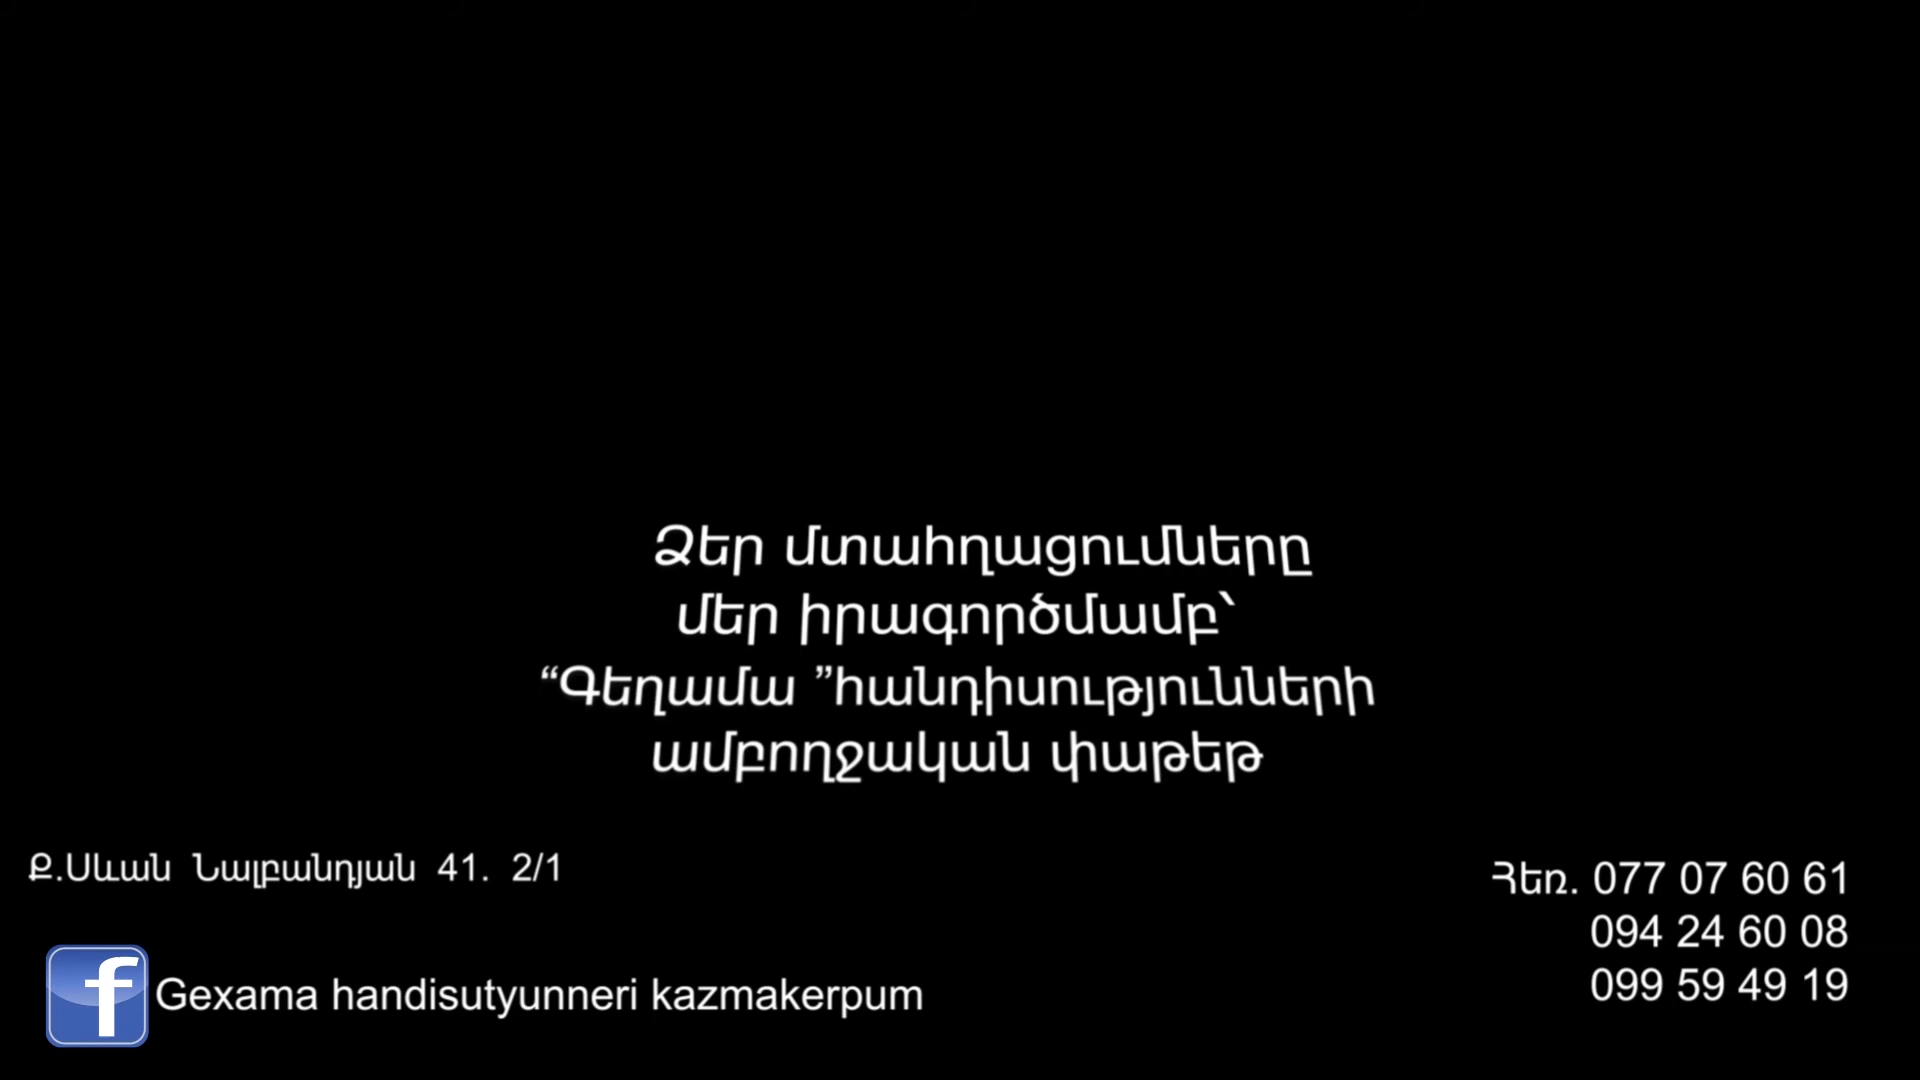 Ձեր մտահղացումները
մեր իրագործմամբ՝
“Գեղամա ”հանդիսությունների
ամբողջական փաթեթ
Ք.Սևան Նալբանդյան 41. 2/1
Հեռ. 077 07 60 61
094 24 60 08
099 59 49 19
f Gexama handisutyunneri kazmakerpum